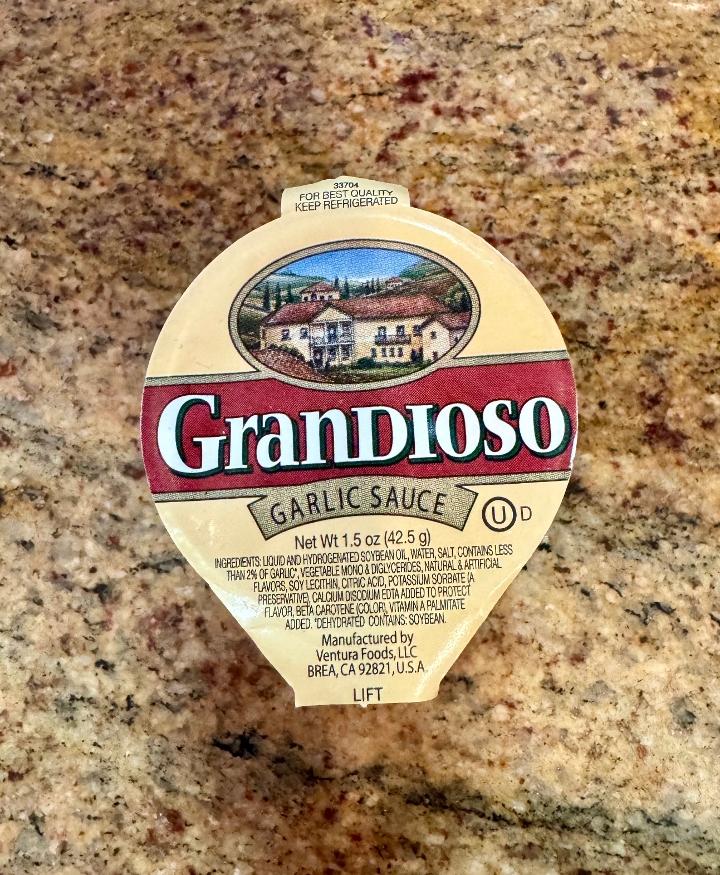 33704
FOR BEST QUALITY
KEEP REFRIGERATED
GRANDIOSO
GARLIC SAUCE
U D
Net Wt 1.5 oz (42.5 g)
INGREDIENTS: LIQUID AND HYDROGENATED SOYBEAN OIL, WATER, SALT, CONTAINS LESS
THAN 2% OF GARLIC*, VEGETABLE MONO & DIGLYCERIDES, NATURAL & ARTIFICIAL
FLAVORS, SOY LECITHIN, CITRIC ACID, POTASSIUM SORBATE (A
PRESERVATIVE), CALCIUM DISODIUM EDTA ADDED TO PROTECT
FLAVOR, BETA CAROTENE (COLOR), VITAMIN A PALMITATE
ADDED. *DEHYDRATED CONTAINS: SOYBEAN.
Manufactured by
Ventura Foods, LLC
BREA, CA 92821, U.S.A.
LIFT